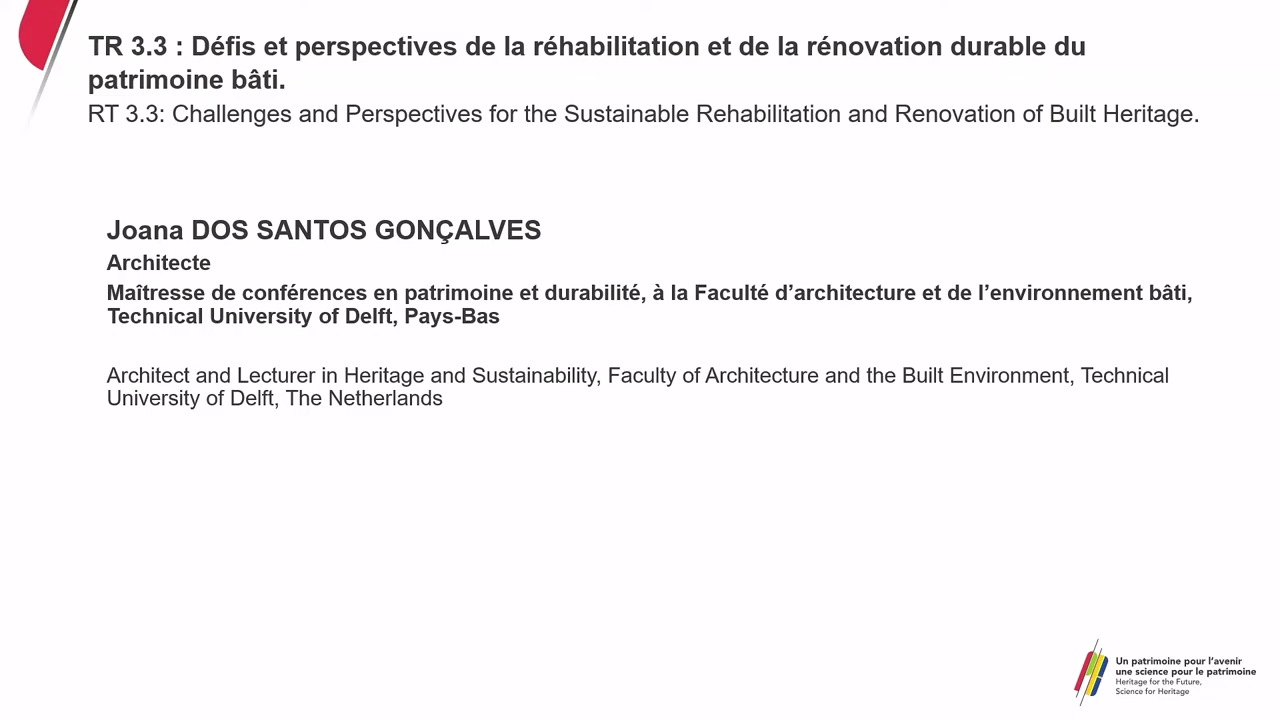 TR 3.3 : Défis et perspectives de la réhabilitation et de la rénovation durable du
patrimoine bâti.
RT 3.3: Challenges and Perspectives for the Sustainable Rehabilitation and Renovation of Built Heritage.
Joana DOS SANTOS GONÇALVES
Architecte
Maîtresse de conférences en patrimoine et durabilité, à la Faculté d’architecture et de l’environnement bâti,
Technical University of Delft, Pays-Bas
Architect and Lecturer in Heritage and Sustainability, Faculty of Architecture and the Built Environment, Technical
University of Delft, The Netherlands
Un patrimoine pour l’avenir
une science pour le patrimoine
Heritage for the Future,
Science for Heritage